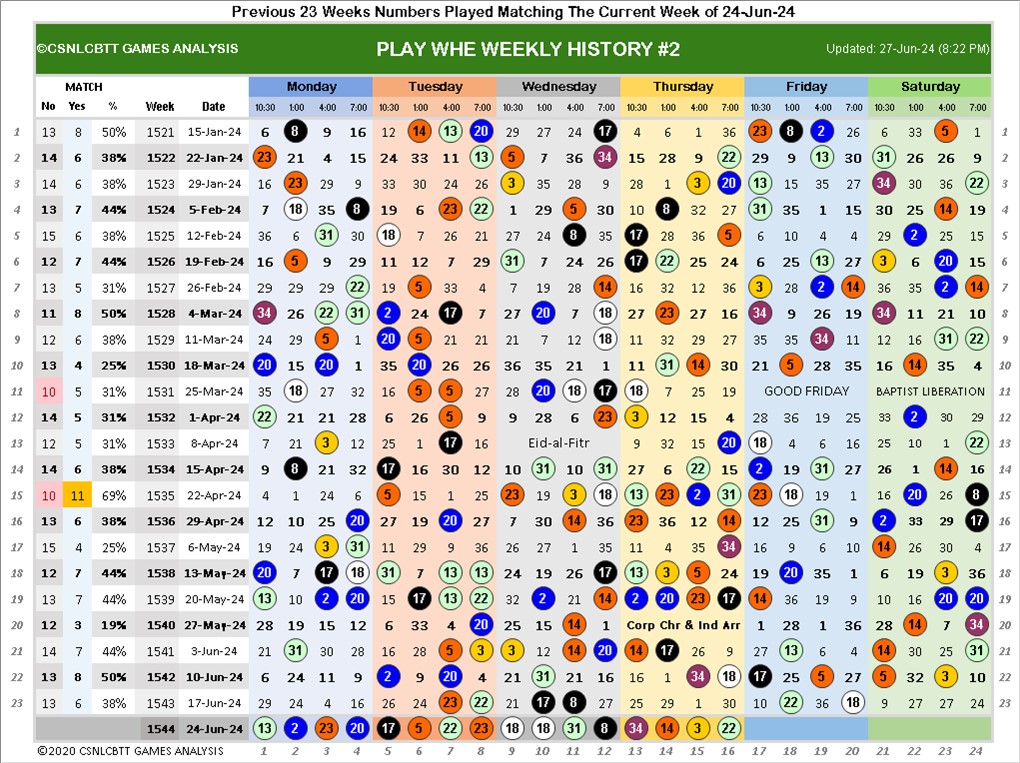 Previous 23 Weeks Numbers Played Matching The Current Week of 24-Jun-24
©CSNLCBTT GAMES ANALYSIS PLAY WHE WEEKLY HISTORY #2 Updated: 27-Jun-24 (8:22 PM)
MATCH Monday Tuesday Wednesday Thursday Friday Saturday
No Yes % Week Date 10:30 1:00 4:00 7:00 10:30 1:00 4:00 7:00 10:30 1:00 4:00 7:00 10:30 1:00 4:00 7:00 10:30 1:00 4:00 7:00 10:30 1:00 4:00 7:00
1 13 8 50% 1521 15-Jan-24 6 8 9 16 12 14 13 20 29 27 24 17 4 6 1 36 23 8 2 26 6 33 5 1 1
2 14 6 38% 1522 22-Jan-24 23 21 4 15 24 33 11 13 5 7 36 34 15 28 9 22 29 9 13 30 31 26 26 9 2
3 14 6 38% 1523 29-Jan-24 16 23 29 9 33 30 24 26 3 35 28 9 28 1 3 20 13 15 35 27 34 30 36 22 3
4 13 7 44% 1524 5-Feb-24 7 18 35 8 19 6 23 22 1 29 5 30 10 8 32 27 31 35 1 15 30 25 14 19 4
5 15 6 38% 1525 12-Feb-24 36 6 31 30 18 7 26 21 27 24 8 35 17 28 16 5 6 10 4 4 29 2 25 15 5
6 12 7 44% 1526 19-Feb-24 16 5 9 29 11 12 7 29 31 7 24 26 17 22 25 24 6 25 13 27 3 6 20 15 6
7 13 5 31% 1527 26-Feb-24 29 29 29 22 19 5 33 4 7 19 28 14 16 32 12 36 3 28 2 14 36 35 2 14 7
8 11 8 50% 1528 4-Mar-24 34 26 22 31 2 24 17 7 27 20 7 18 27 23 27 16 34 9 26 19 34 11 21 10 8
9 12 6 38% 1529 11-Mar-24 24 29 5 1 20 5 21 21 21 9 12 18 11 32 29 27 35 35 34 9 12 16 31 22 9
10 13 4 25% 1530 18-Mar-24 20 15 20 1 35 20 26 26 36 35 21 1 11 31 14 30 21 5 28 10 16 14 35 4 10
11 10 5 31% 1531 25-Mar-24 35 18 27 32 16 5 5 21 28 20 18 17 18 7 25 19 GOOD FRIDAY BAPTIST LIBERATION 11
12 14 5 31% 1532 1-Apr-24 22 21 21 28 6 26 5 9 9 28 6 23 3 12 15 4 28 36 19 25 33 2 30 29 12
13 12 5 31% 1533 8-Apr-24 7 21 3 12 25 1 17 16 Eid-al-Fitr 9 32 15 20 18 4 6 16 25 10 1 22 13
14 14 6 38% 1534 15-Apr-24 9 8 21 32 17 16 30 12 10 31 10 31 27 6 22 15 2 19 31 27 26 1 14 16 14
15 10 11 69% 1535 22-Apr-24 4 1 24 6 5 15 1 25 23 19 3 18 13 23 2 31 23 18 19 15 16 20 26 8 15
16 13 6 38% 1536 29-Apr-24 12 10 25 20 27 19 20 27 7 30 14 36 23 36 12 14 12 25 31 9 2 33 29 17 16
17 15 4 25% 1537 6-May-24 19 24 3 31 11 29 9 36 26 27 1 35 11 4 35 34 16 9 6 10 14 26 30 4 17
18 12 7 44% 1538 13-May-24 20 7 17 18 31 7 13 13 24 19 26 17 13 3 5 24 19 20 35 1 6 19 3 36 18
19 13 7 44% 1539 20-May-24 13 10 2 20 15 17 13 22 32 2 21 14 2 20 23 17 14 36 19 9 10 16 20 20 19
20 12 3 19% 1540 27-May-24 28 19 15 12 6 33 4 20 25 15 14 1 Corp Chr & Ind Arr 1 28 1 36 28 14 7 34 20
21 14 7 44% 1541 3-Jun-24 21 31 30 28 16 28 5 3 3 12 14 20 14 17 26 9 27 13 6 4 14 30 25 31 21
22 13 8 50% 1542 10-Jun-24 6 24 11 9 2 9 20 4 21 31 21 16 16 1 34 18 17 25 5 27 5 32 3 10 22
23 13 6 38% 1543 17-Jun-24 29 24 4 16 26 24 23 22 21 17 8 27 25 29 1 30 10 22 36 18 9 27 27 24 23
1544 24-Jun-24 13 2 23 20 17 5 22 23 18 18 31 8 34 14 3 22
©2020 CSNLCBTT GAMES ANALYSIS 1 2 3 4 5 6 7 8 9 10 11 12 13 14 15 16 17 18 19 20 21 22 23 24